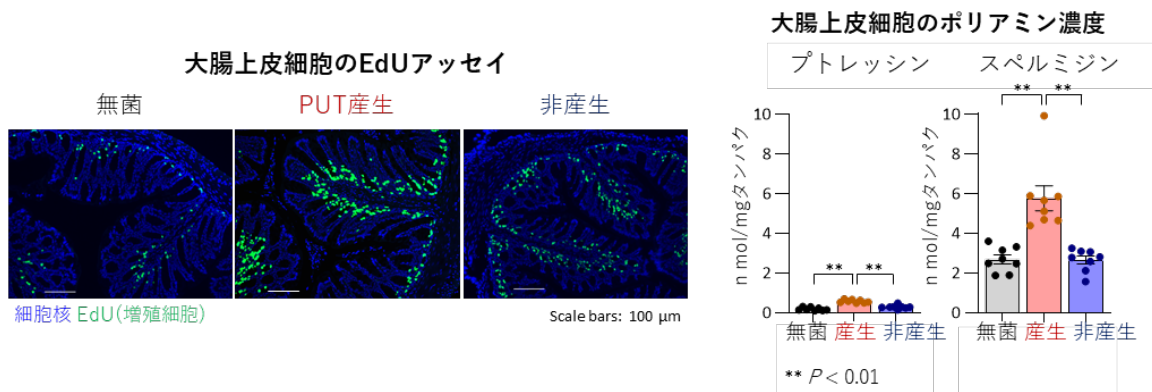 大腸上皮細胞のEdUアッセイ
無菌
PUT産生
非産生
細胞核 EdU(増殖細胞)
Scale bars: 100 μm
大腸上皮細胞のポリアミン濃度
プトレッシン
スペルミジン
n mol/mgタンパク
10
8
6
4
2
0
** **
無菌 産生 非産生
** P < 0.01
n mol/mgタンパク
10
8
6
4
2
0
** **
無菌 産生 非産生